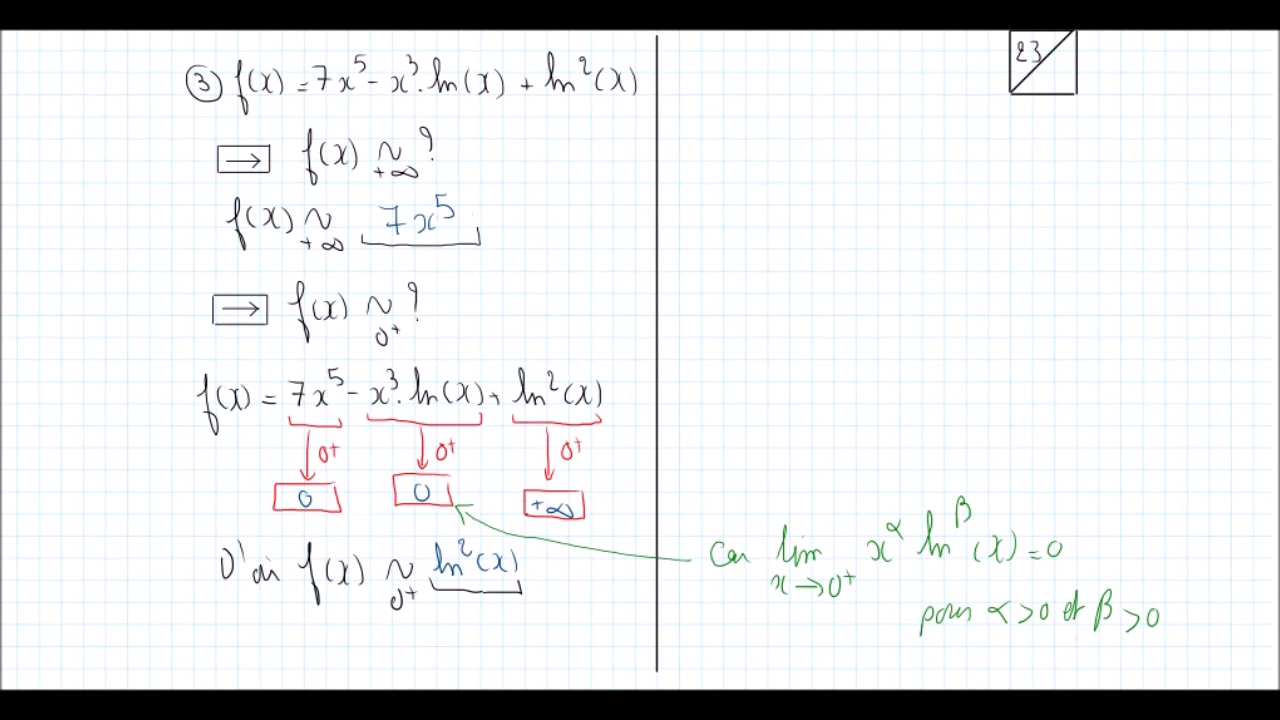 23
③ f(x) = 7x⁵ - x³. ln(x) + ln²(x)
→ f(x) ~ ?
+∞
f(x) ~ 7x⁵
+∞
→ f(x) ~ ?
0⁺
f(x) = 7x⁵ - x³. ln(x) + ln²(x)
0⁺ 0⁺ 0⁺
0 0 +∞
D'où f(x) ~ ln²(x)
0⁺
Car lim x^α ln^β (x) = 0
x → 0⁺
pour α > 0 et β > 0